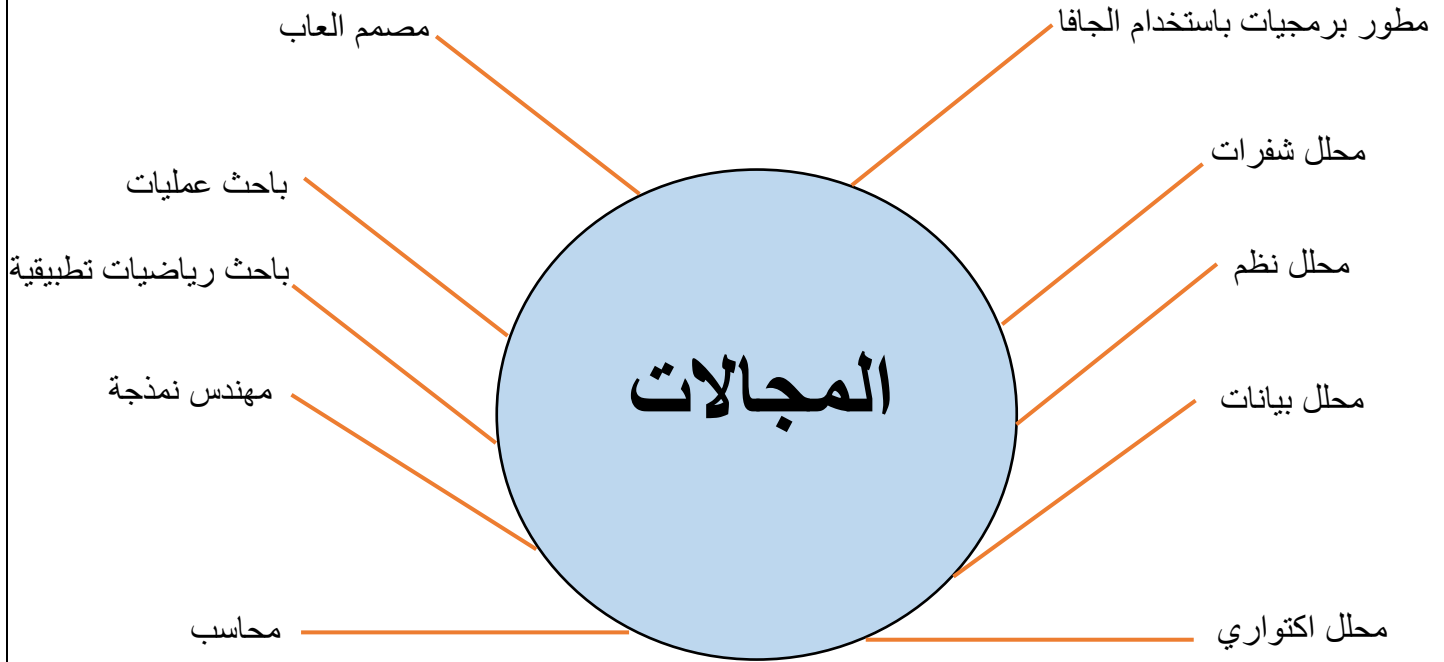 مطور برمجيات باستخدام الجافا
مصمم العاب
محلل شفرات
باحث عمليات
محلل نظم
باحث رياضيات تطبيقية
المجالات
محلل بيانات
مهندس نمذجة
محلل اكتواري
محاسب